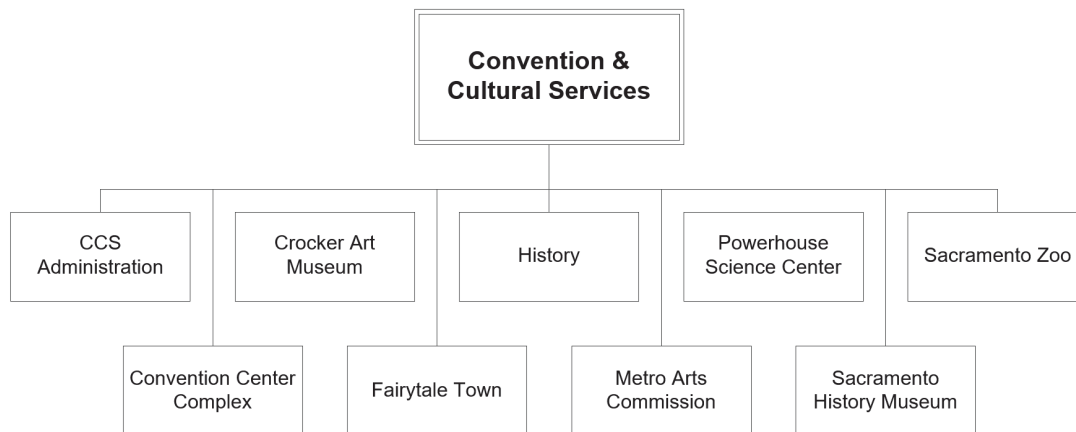 Convention &
Cultural Services
CCS
Administration
Crocker Art
Museum
History
Powerhouse
Science Center
Sacramento Zoo
Convention Center
Complex
Fairytale Town
Metro Arts
Commission
Sacramento
History Museum